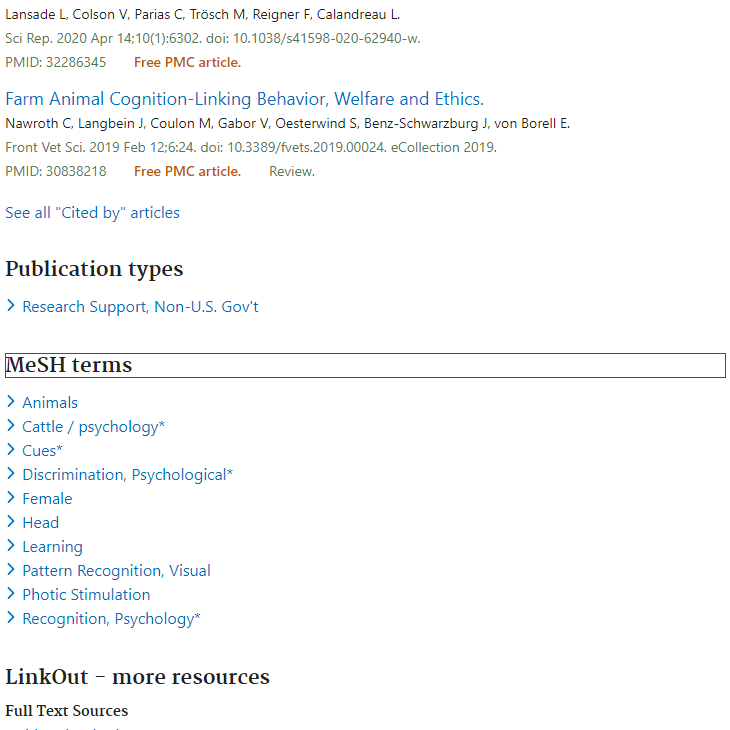 Lansade L, Colson V, Parias C, Trösch M, Reigner F, Calandreau L.
Sci Rep. 2020 Apr 14;10(1):6302. doi: 10.1038/s41598-020-62940-w.
PMID: 32286345 Free PMC article.
Farm Animal Cognition-Linking Behavior, Welfare and Ethics.
Nawroth C, Langbein J, Coulon M, Gabor V, Oesterwind S, Benz-Schwarzburg J, von Borell E.
Front Vet Sci. 2019 Feb 12;6:24. doi: 10.3389/fvets.2019.00024. eCollection 2019.
PMID: 30838218 Free PMC article. Review.
See all "Cited by" articles
Publication types
Research Support, Non-U.S. Gov't
MeSH terms
Animals
Cattle / psychology*
Cues*
Discrimination, Psychological*
Female
Head
Learning
Pattern Recognition, Visual
Photic Stimulation
Recognition, Psychology*
LinkOut - more resources
Full Text Sources